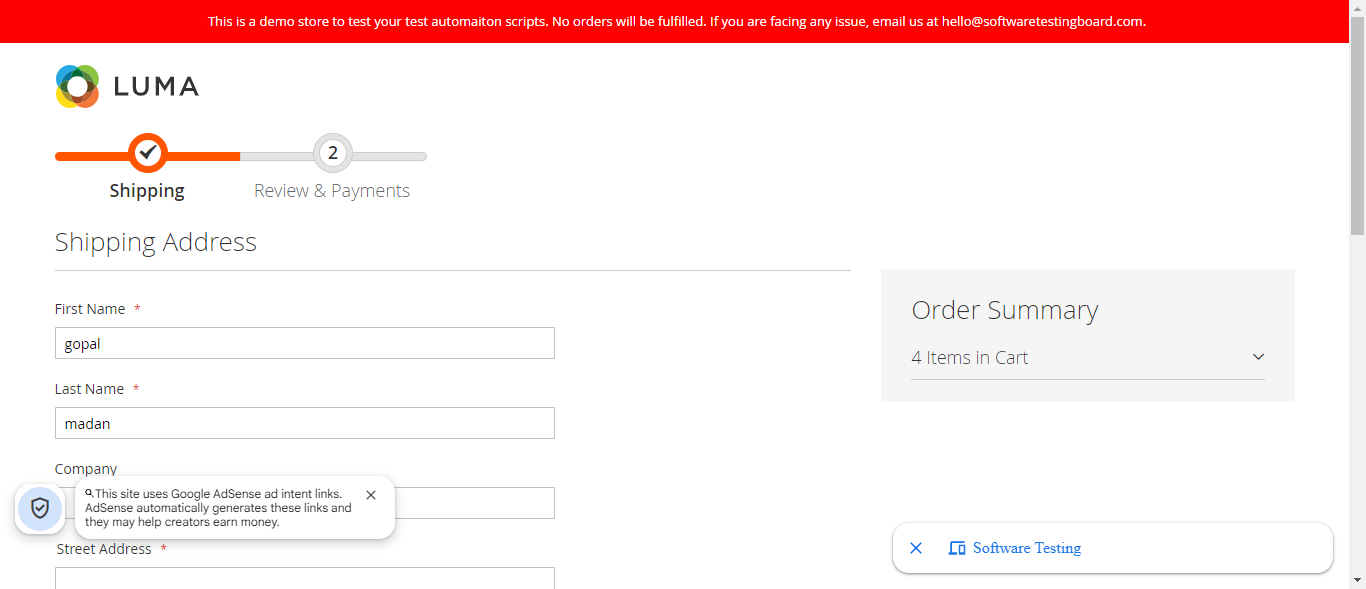 This is a demo store to test your test automaiton scripts. No orders will be fulfilled. If you are facing any issue, email us at hello@softwaretestingboard.com.
LUMA
2
Shipping
Review & Payments
Shipping Address
First Name *
gopal
Last Name *
madan
Company
This site uses Google AdSense ad intent links.
AdSense automatically generates these links and
they may help creators earn money.
Street Address *
Order Summary
4 Items in Cart
Software Testing